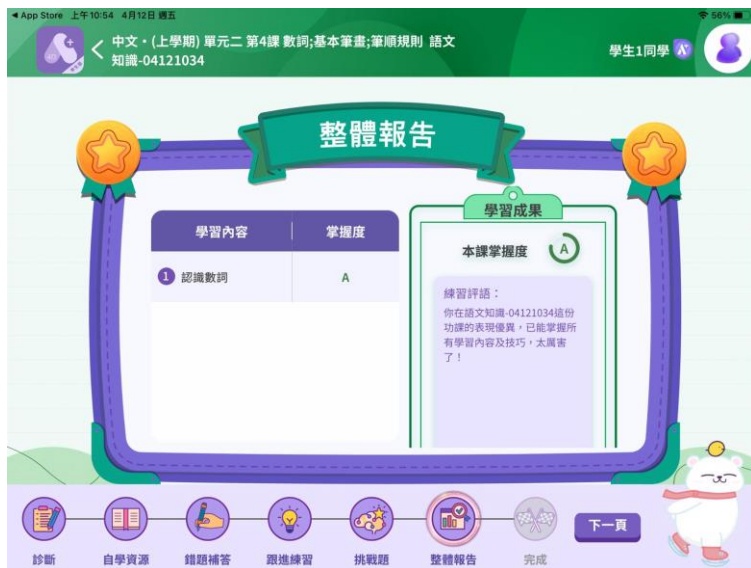 App Store 上午10:54 4月12日 週五
56%
中文・(上學期) 單元二 第4課 數詞;基本筆畫;筆順規則 語文
知識-04121034
學生1同學
整體報告
學習內容
掌握度
1 認識數詞
A
學習成果
本課掌握度
A
練習評語：
你在語文知識-04121034這份
功課的表現優異，已能掌握所
有學習內容及技巧，太厲害
了！
診斷
自學資源
錯題補答
跟進練習
挑戰題
整體報告
完成
下一頁